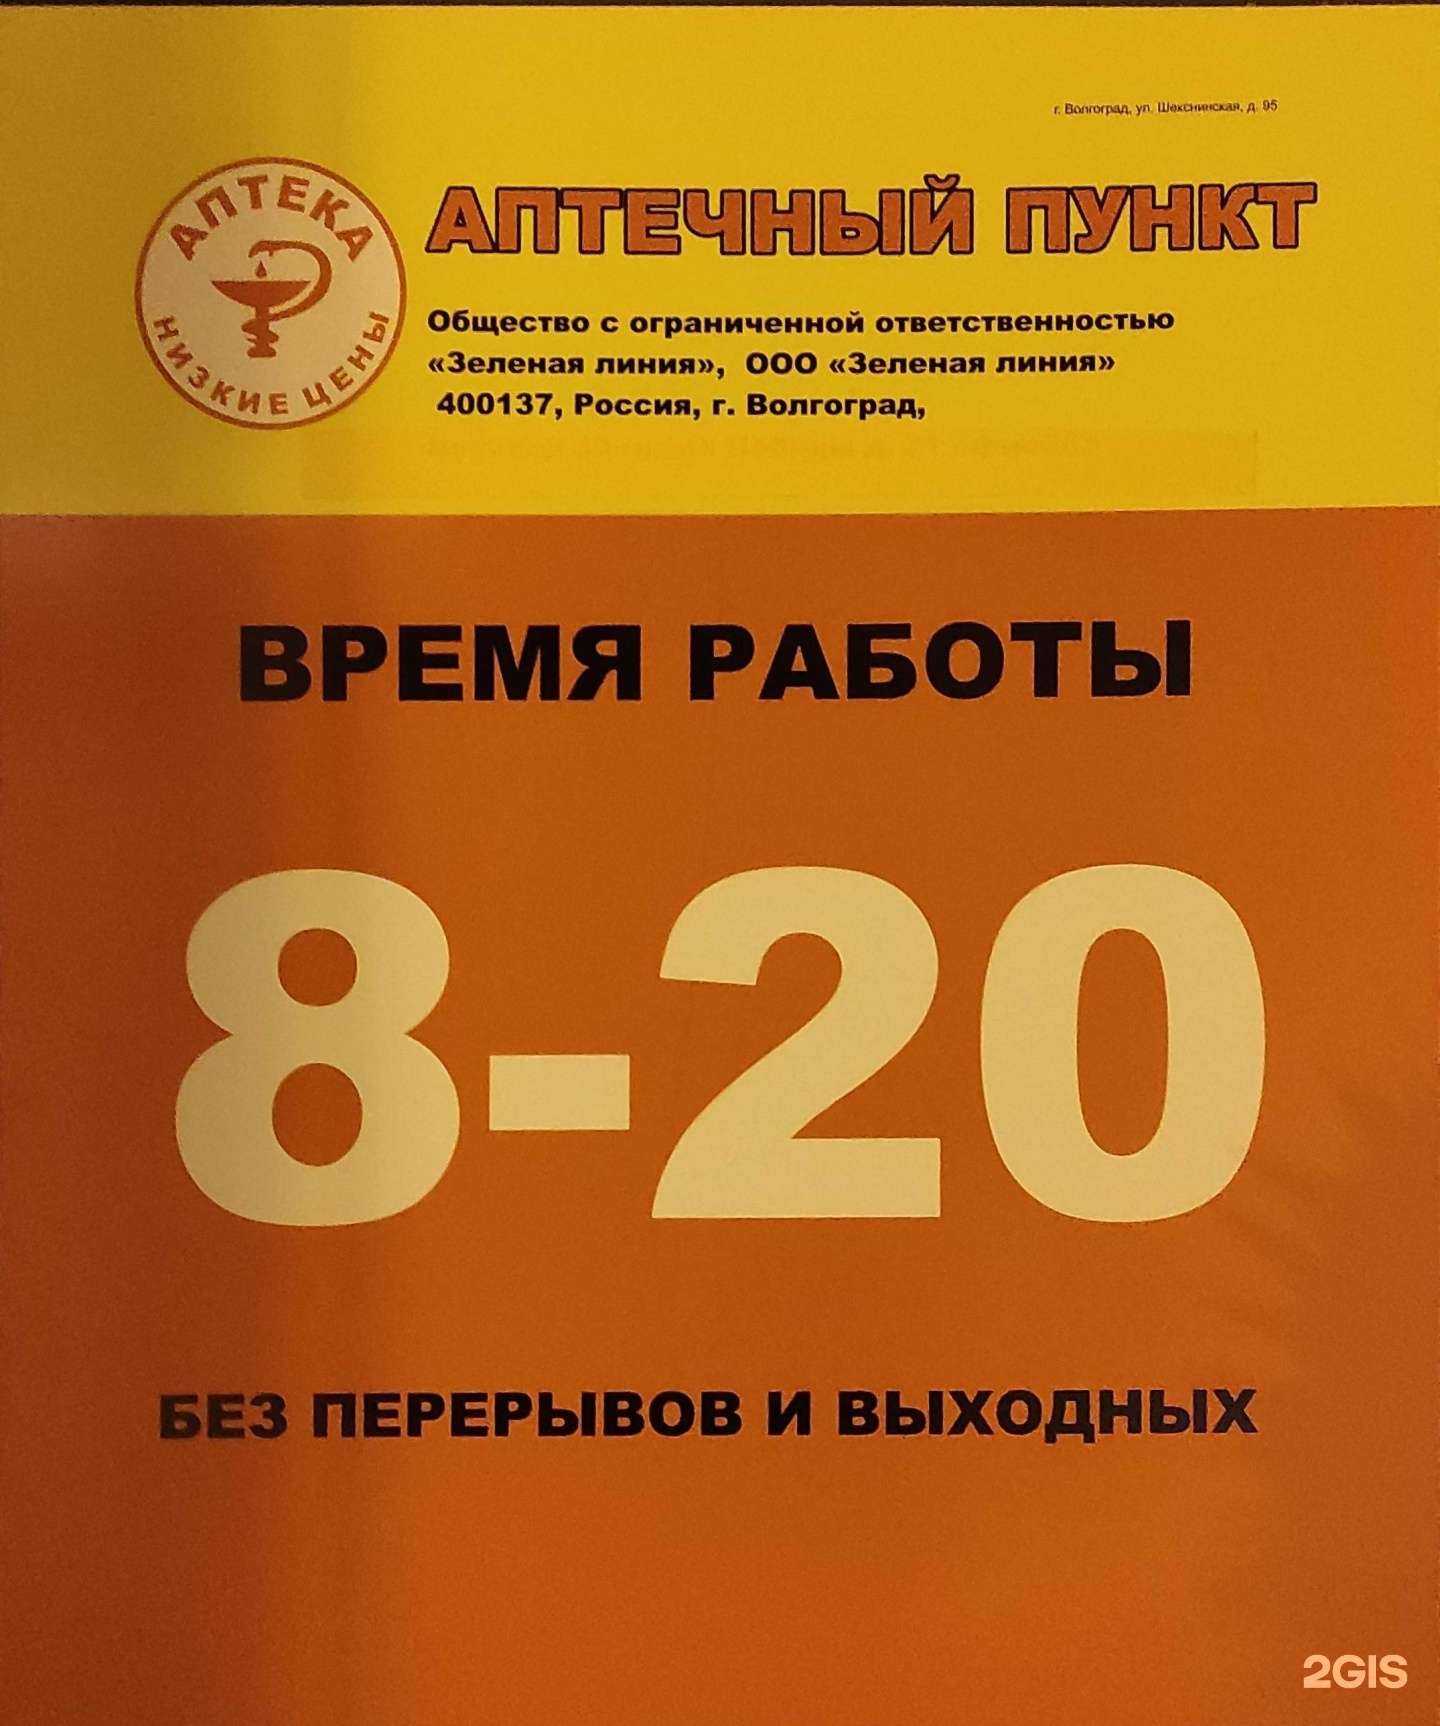 г. Волгоград, ул. Шекснинская, д. 95
АПТЕКА
НИЗКИЕ ЦЕНЫ
АПТЕЧНЫЙ ПУНКТ
Общество с ограниченной ответственностью
«Зеленая линия», ООО «Зеленая линия»
400137, Россия, г. Волгоград,
ВРЕМЯ РАБОТЫ
8-20
БЕЗ ПЕРЕРЫВОВ И ВЫХОДНЫХ
2GIS